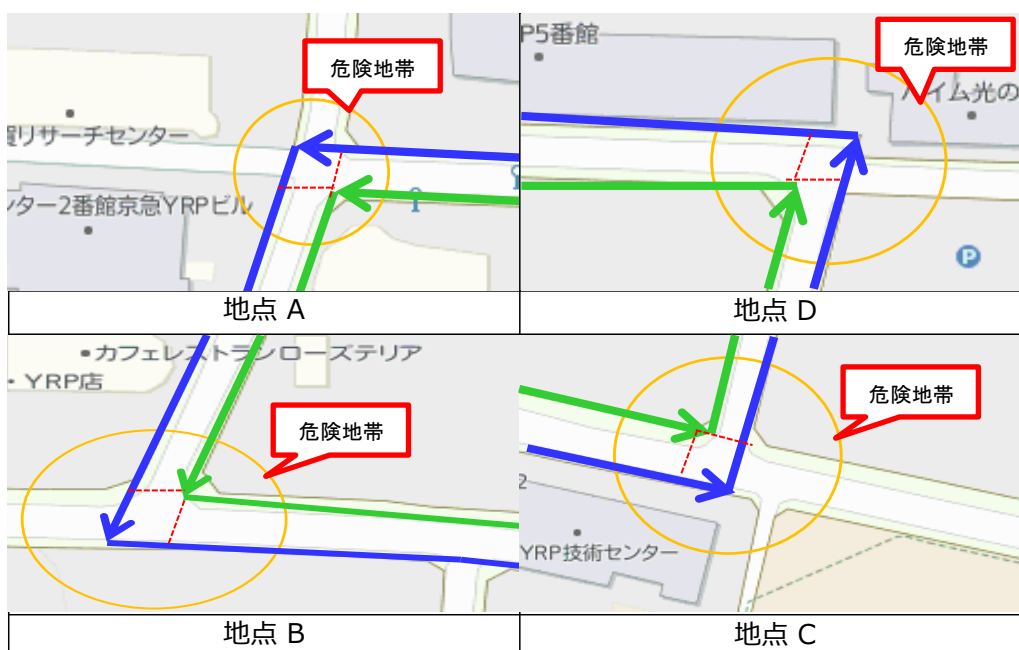 危険地帯
賀リサーチセンター
ンター2番館京急YRPビル
地点 A
P5番館
危険地帯
ハイム光の
P
地点 D
カフェレストランローズテリア
YRP店
危険地帯
地点 B
危険地帯
2
YRP技術センター
地点 C